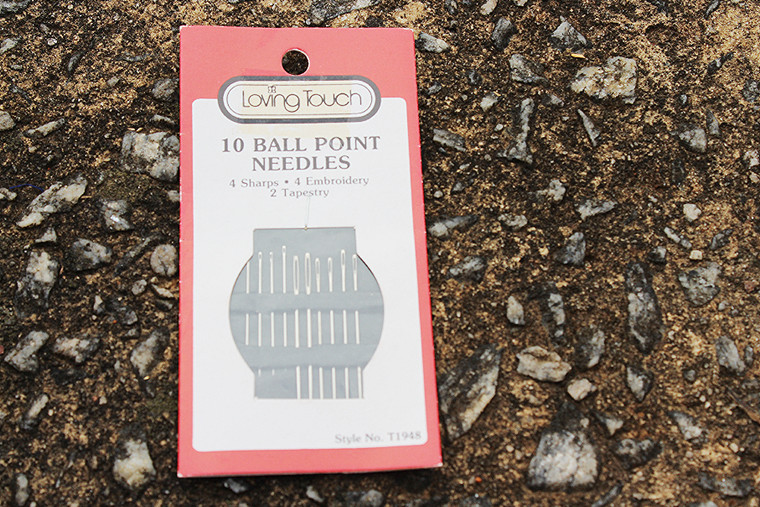 Loving Touch
10 BALL POINT
NEEDLES
4 Sharps • 4 Embroidery
2 Tapestry
Style No. T1948